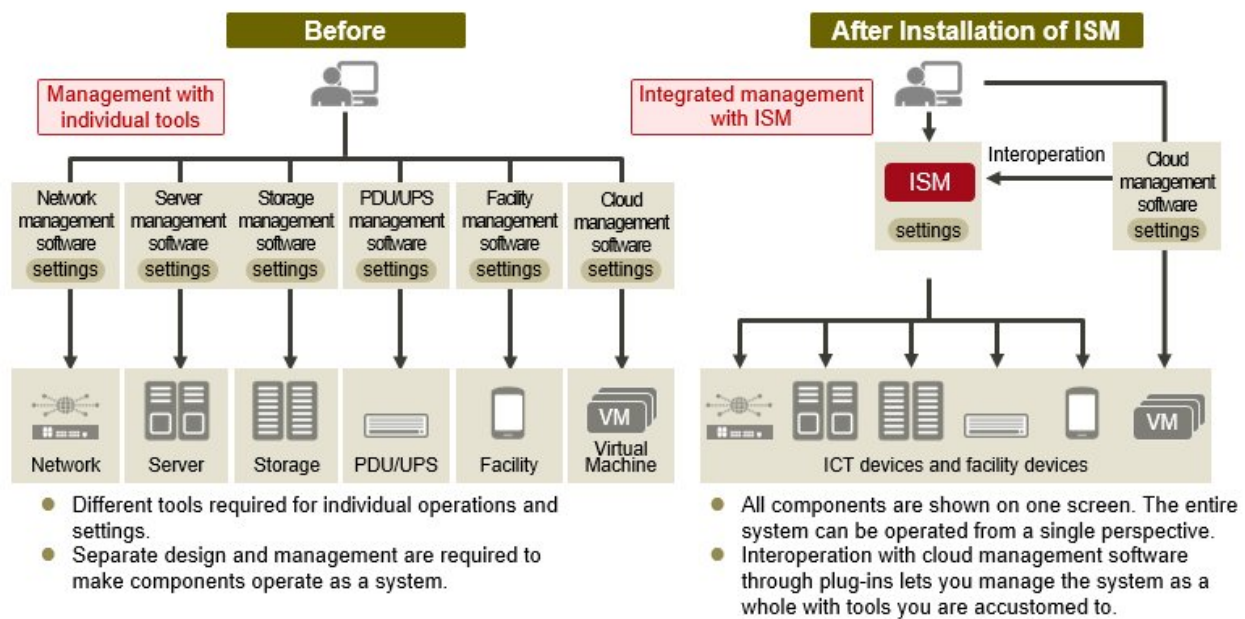 Before
Management with
individual tools
Network
management
software
settings
Server
management
software
settings
Storage
management
software
settings
PDU/UPS
management
software
settings
Facility
management
software
settings
Cloud
management
software
settings
Network
Server
Storage
PDU/UPS
Facility
VM
Virtual
Machine
● Different tools required for individual operations and
settings.
● Separate design and management are required to
make components operate as a system.
After Installation of ISM
Integrated management
with ISM
ISM
settings
Interoperation
Cloud
management
software
settings
VM
ICT devices and facility devices
● All components are shown on one screen. The entire
system can be operated from a single perspective.
● Interoperation with cloud management software
through plug-ins lets you manage the system as a
whole with tools you are accustomed to.